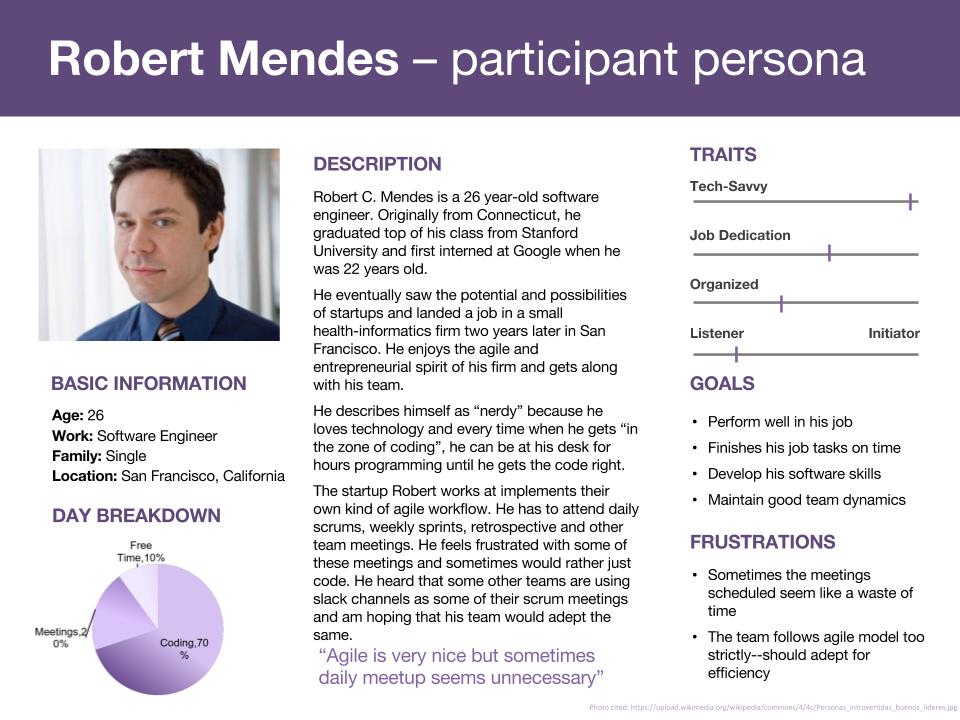 Robert Mendes – participant persona
BASIC INFORMATION
Age: 26
Work: Software Engineer
Family: Single
Location: San Francisco, California
DAY BREAKDOWN
Free
Time,10%
Meetings,2
0%
Coding,70
%
DESCRIPTION
Robert C. Mendes is a 26 year-old software
engineer. Originally from Connecticut, he
graduated top of his class from Stanford
University and first interned at Google when he
was 22 years old.
He eventually saw the potential and possibilities
of startups and landed a job in a small
health-informatics firm two years later in San
Francisco. He enjoys the agile and
entrepreneurial spirit of his firm and gets along
with his team.
He describes himself as “nerdy” because he
loves technology and every time when he gets “in
the zone of coding”, he can be at his desk for
hours programming until he gets the code right.
The startup Robert works at implements their
own kind of agile workflow. He has to attend daily
scrums, weekly sprints, retrospective and other
team meetings. He feels frustrated with some of
these meetings and sometimes would rather just
code. He heard that some other teams are using
slack channels as some of their scrum meetings
and am hoping that his team would adept the
same.
“Agile is very nice but sometimes
daily meetup seems unnecessary”
TRAITS
Tech-Savvy
Job Dedication
Organized
Listener Initiator
GOALS
• Perform well in his job
• Finishes his job tasks on time
• Develop his software skills
• Maintain good team dynamics
FRUSTRATIONS
• Sometimes the meetings
scheduled seem like a waste of
time
• The team follows agile model too
strictly--should adept for
efficiency
Photo cited: https://upload.wikimedia.org/wikipedia/commons/4/4c/Personas_introvertidas_buenos_lideres.jpg